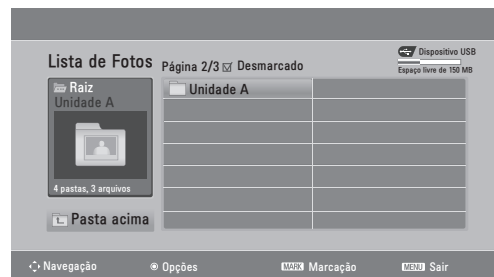 Lista de Fotos
Página 2/3 Desmarcado
Dispositivo USB
Espaço livre de 150 MB
Raiz
Unidade A
4 pastas, 3 arquivos
Pasta acima
Unidade A
Navegação
Opções
MARK Marcação
MENU Sair